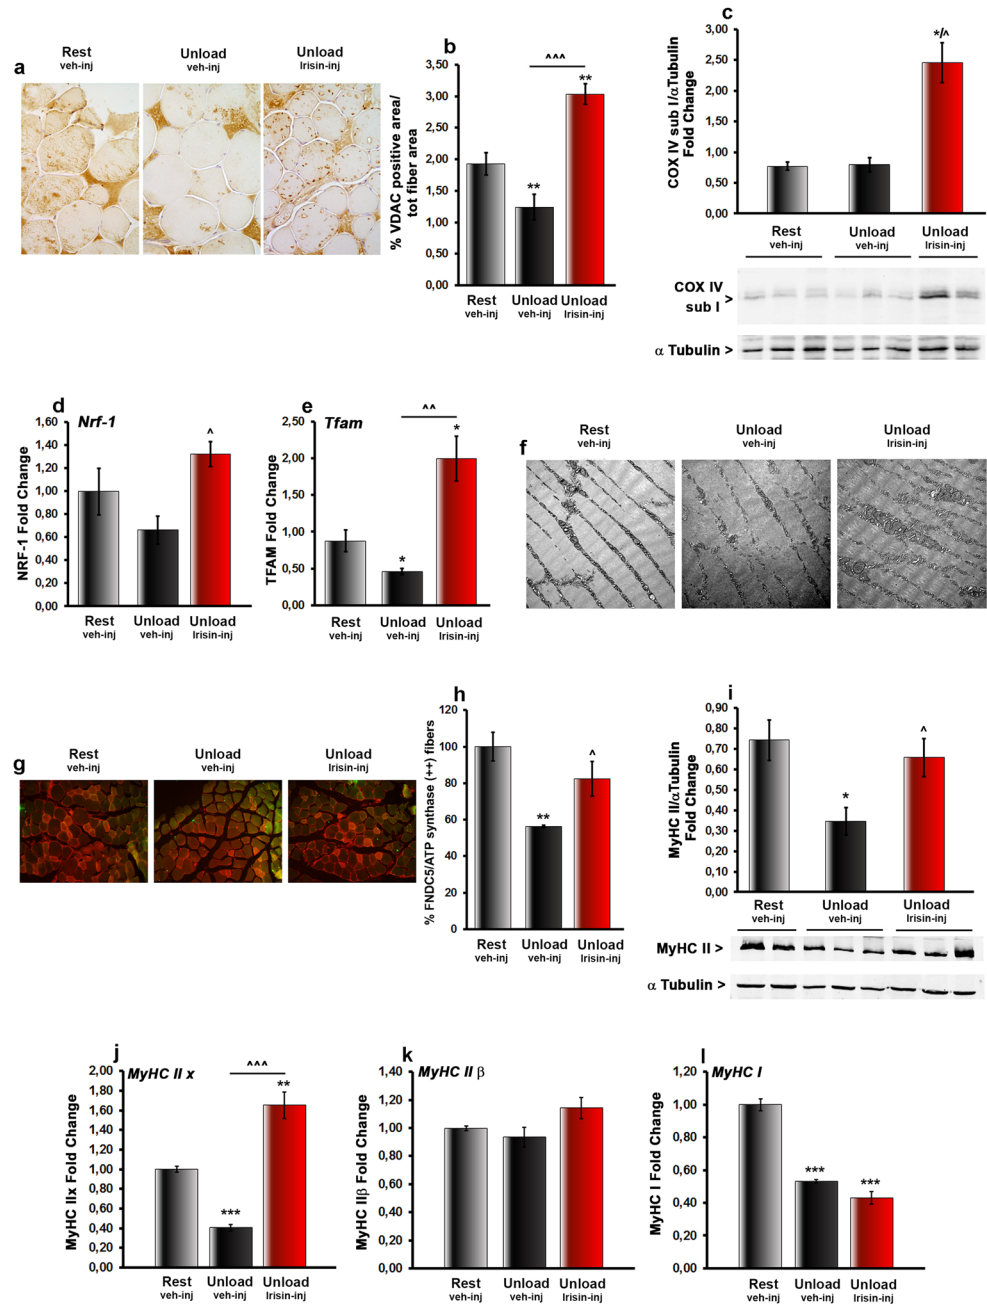 a
Rest
veh-inj
Unload
veh-inj
Unload
Irisin-inj
b
% VDAC positive area/
tot fiber area
3,50
3,00
2,50
2,00
1,50
1,00
0,50
0,00
**
^^^
**
Rest
veh-inj
Unload
veh-inj
Unload
Irisin-inj
c
COX IV sub I/αTubulin
Fold Change
3,00
2,50
2,00
1,50
1,00
0,50
0,00
*/^
Rest
veh-inj
Unload
veh-inj
Unload
Irisin-inj
COX IV
sub I >
α Tubulin >
d
Nrf-1
NRF-1 Fold Change
1,60
1,40
1,20
1,00
0,80
0,60
0,40
0,20
0,00
^
Rest
veh-inj
Unload
veh-inj
Unload
Irisin-inj
e
Tfam
TFAM Fold Change
2,50
2,00
1,50
1,00
0,50
0,00
*
^^
*
Rest
veh-inj
Unload
veh-inj
Unload
Irisin-inj
f
Rest
veh-inj
Unload
veh-inj
Unload
Irisin-inj
g
Rest
veh-inj
Unload
veh-inj
Unload
Irisin-inj
h
% FNDC5/ATP synthase (++) fibers
120
100
80
60
40
20
0
**
^
Rest
veh-inj
Unload
veh-inj
Unload
Irisin-inj
i
MyHC II/αTubulin
Fold Change
0,90
0,80
0,70
0,60
0,50
0,40
0,30
0,20
0,10
0,00
*
^
Rest
veh-inj
Unload
veh-inj
Unload
Irisin-inj
MyHC II >
α Tubulin >
j
MyHC II x
MyHC IIx Fold Change
2,00
1,80
1,60
1,40
1,20
1,00
0,80
0,60
0,40
0,20
0,00
***
^^^
**
Rest
veh-inj
Unload
veh-inj
Unload
Irisin-inj
k
MyHC II β
MyHC IIβ Fold Change
1,40
1,20
1,00
0,80
0,60
0,40
0,20
0,00
Rest
veh-inj
Unload
veh-inj
Unload
Irisin-inj
l
MyHC I
MyHC I Fold Change
1,20
1,00
0,80
0,60
0,40
0,20
0,00
***
***
Rest
veh-inj
Unload
veh-inj
Unload
Irisin-inj